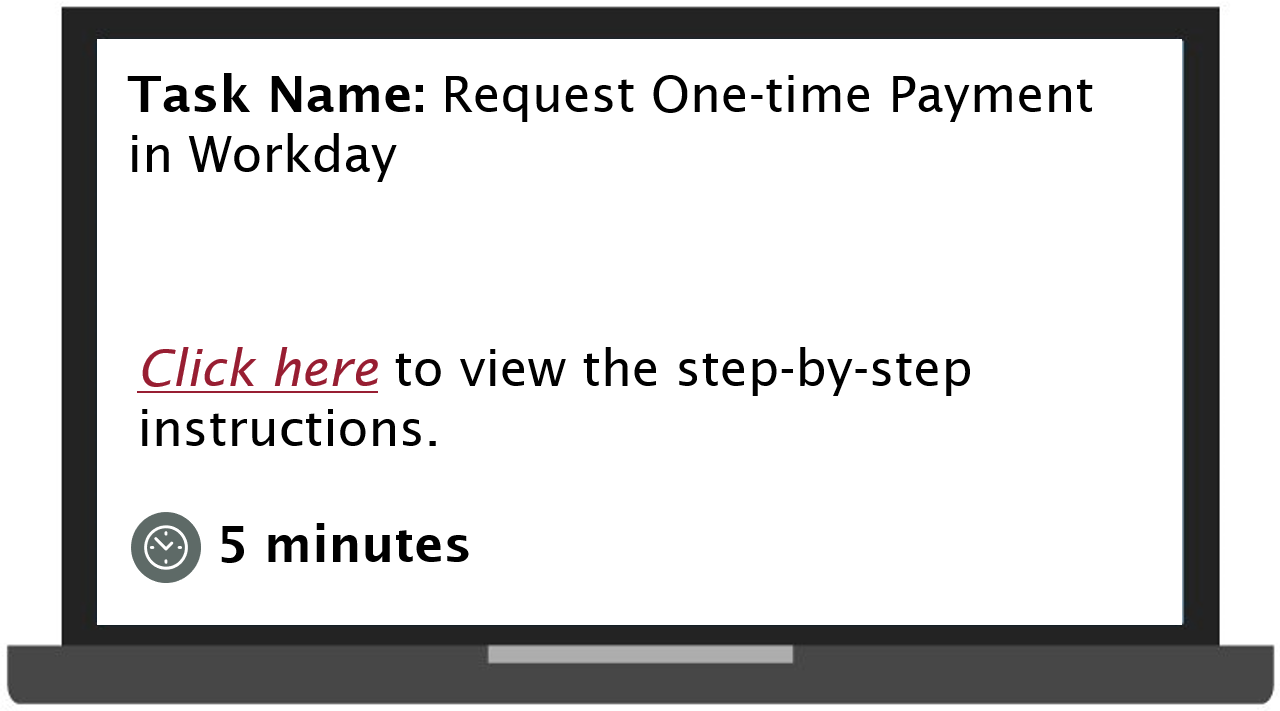 Task Name: Request One-time Payment
in Workday
Click here to view the step-by-step
instructions.
5 minutes